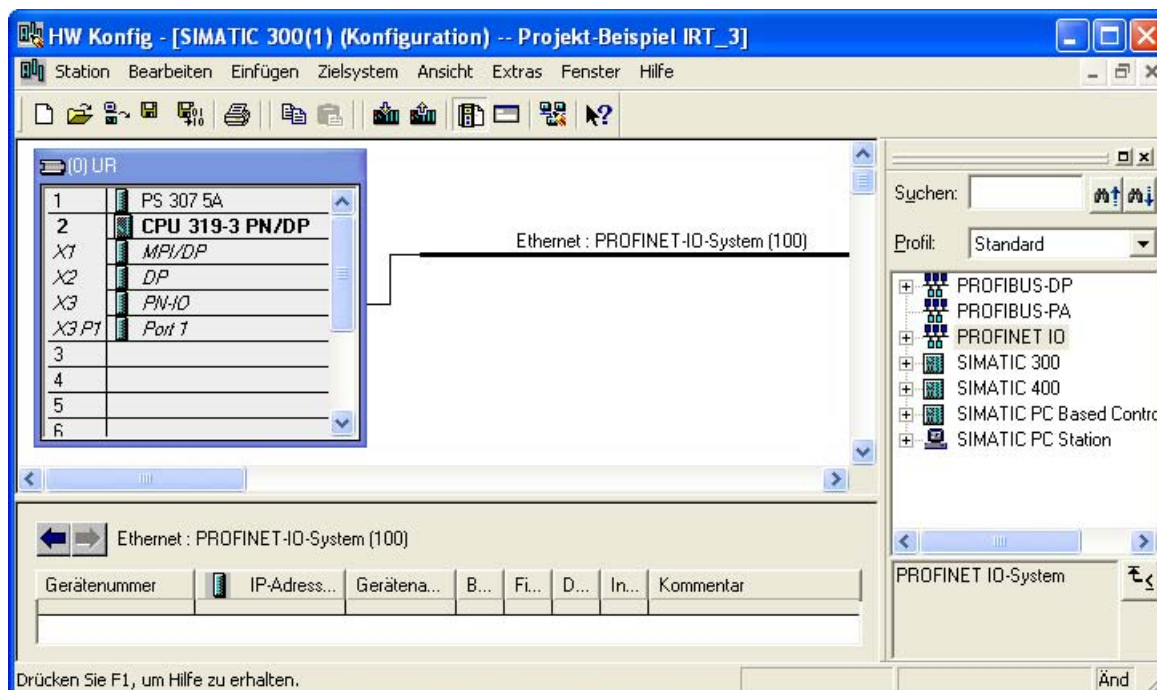 HW Konfig - [SIMATIC 300(1) (Konfiguration) -- Projekt-Beispiel IRT_3]
Station Bearbeiten Einfügen Zielsystem Ansicht Extras Fenster Hilfe
(0) UR
1 PS 307 5A
2 CPU 319-3 PN/DP
X1 MPI/DP
X2 DP
X3 PN-IO
X3 P1 Port 1
3
4
5
6
Ethernet : PROFINET-IO-System (100)
Suchen:
Profil: Standard
PROFIBUS-DP
PROFIBUS-PA
PROFINET IO
SIMATIC 300
SIMATIC 400
SIMATIC PC Based Contro
SIMATIC PC Station
PROFINET IO-System
Ethernet : PROFINET-IO-System (100)
Gerätenummer IP-Adress... Gerätena... B... Fi... D... In... Kommentar
Drücken Sie F1, um Hilfe zu erhalten. Änd